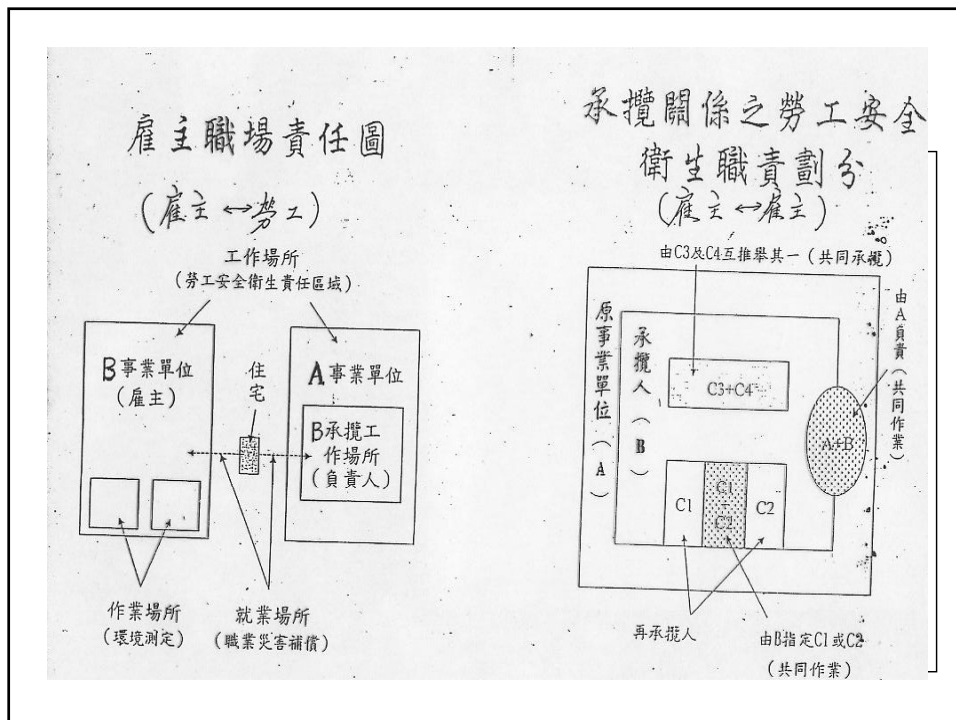 雇主職場責任圖
(雇主↔勞工)
工作場所
(勞工安全衛生責任區域)
B事業單位
(雇主)
住宅
A事業單位
B承攬工
作場所
(負責人)
作業場所
(環境測定)
就業場所
(職業災害補償)
承攬關係之勞工安全
衛生職責劃分
(雇主↔雇主)
由C3及C4互推舉其一(共同承攬)
原事業單位(A)
承攬人(B)
C3+C4
由A負責(共同作業)
A+B
C1
C1
+
C2
C2
再承攬人
由B指定C1或C2
(共同作業)